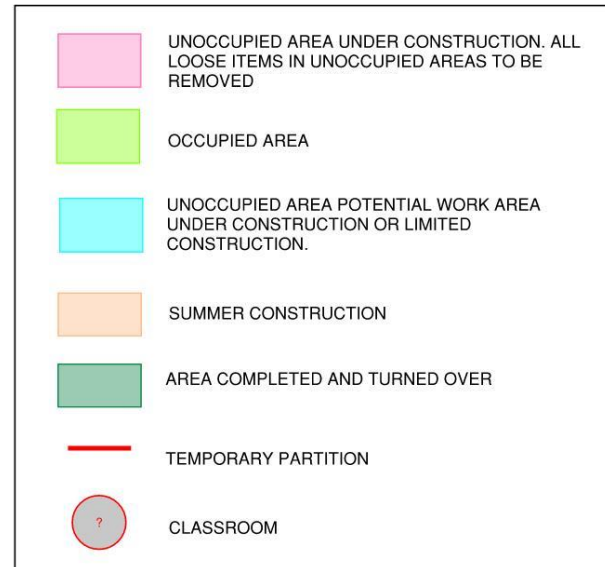 UNOCCUPIED AREA UNDER CONSTRUCTION. ALL
LOOSE ITEMS IN UNOCCUPIED AREAS TO BE
REMOVED
OCCUPIED AREA
UNOCCUPIED AREA POTENTIAL WORK AREA
UNDER CONSTRUCTION OR LIMITED
CONSTRUCTION.
SUMMER CONSTRUCTION
AREA COMPLETED AND TURNED OVER
TEMPORARY PARTITION
?
CLASSROOM